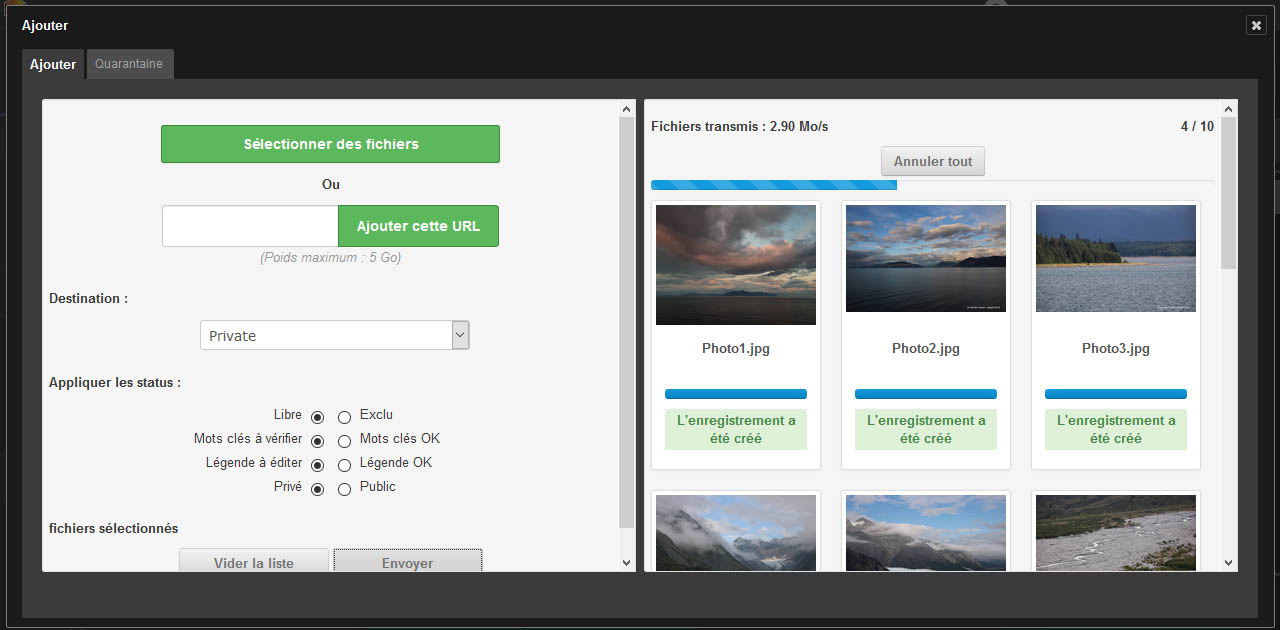 Ajouter
Ajouter
Quarantaine
Sélectionner des fichiers
Ou
Ajouter cette URL
(Poids maximum : 5 Go)
Destination :
Private
Appliquer les status :
Libre Exclu
Mots clés à vérifier Mots clés OK
Légende à éditer Légende OK
Privé Public
fichiers sélectionnés
Vider la liste Envoyer
Fichiers transmis : 2.90 Mo/s 4 / 10
Annuler tout
Photo1.jpg
L'enregistrement a
été créé
Photo2.jpg
L'enregistrement a
été créé
Photo3.jpg
L'enregistrement a
été créé